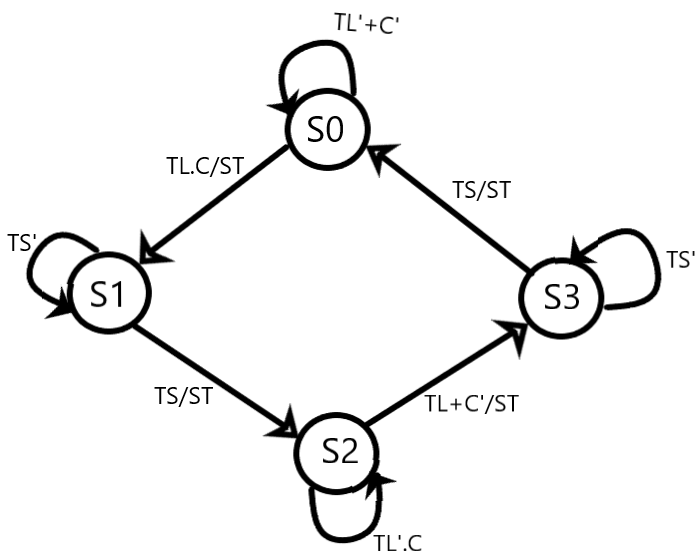 TL'+C'
S0
TL.C/ST
TS/ST
TS'
S1
S3
TS'
TS/ST
TL+C'/ST
S2
TL'.C